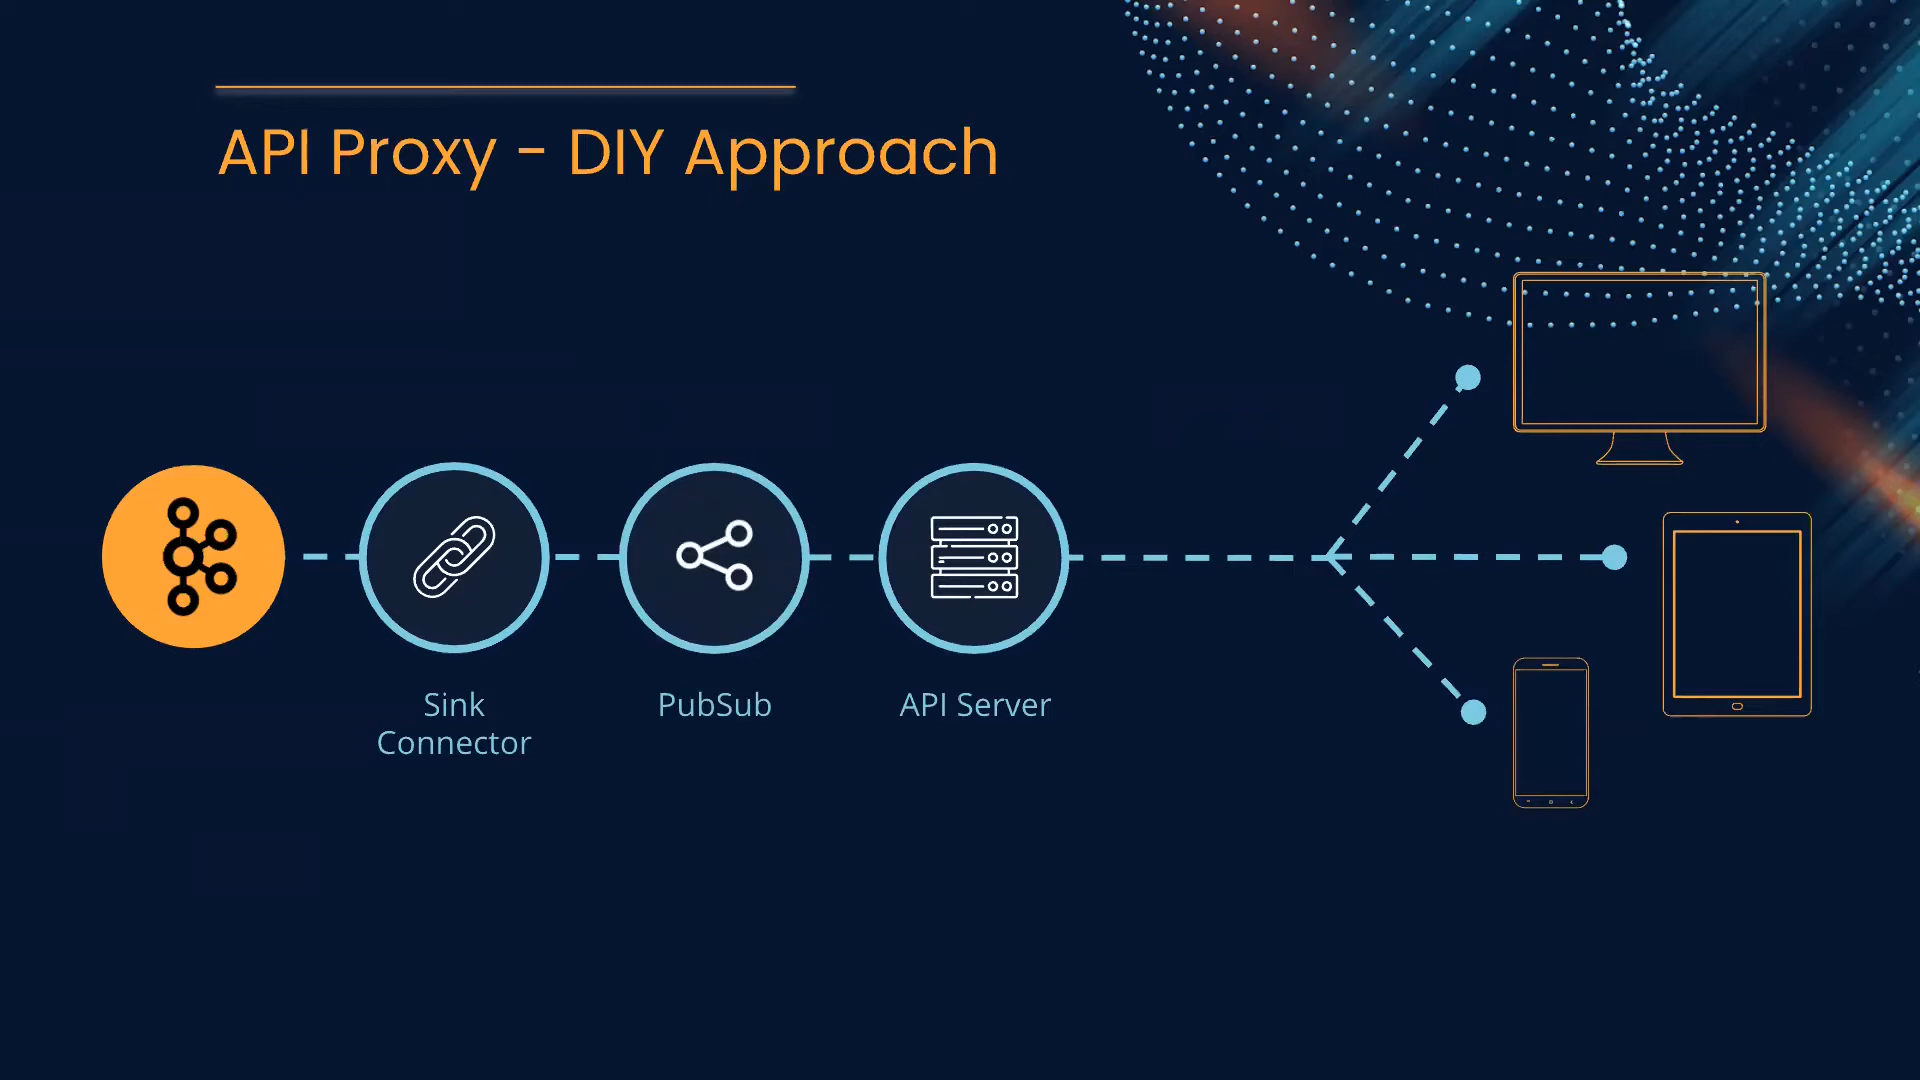 API Proxy - DIY Approach
Sink
Connector
PubSub
API Server